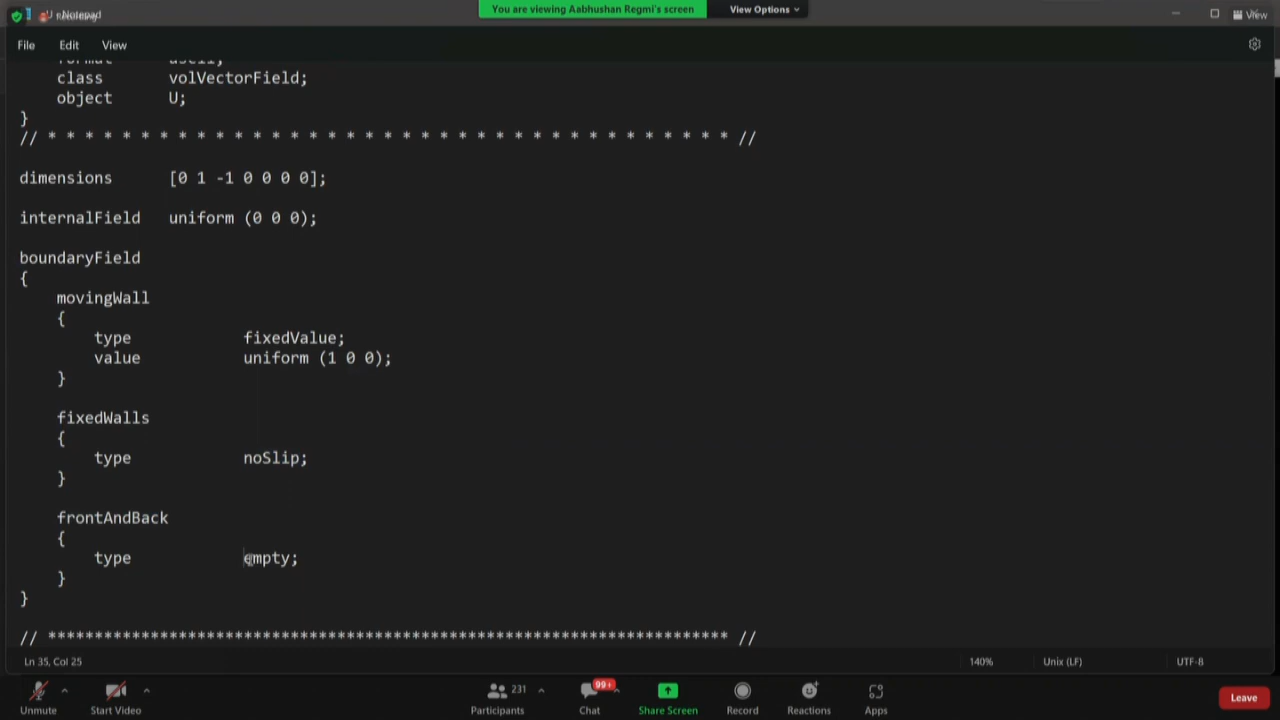 You are viewing Aabhushan Regmi's screen
View Options
View
File
Edit
View
class volVectorField;
object U;
}
// * * * * * * * * * * * * * * * * * * * * * * * * * * * * * * * * * * * * * //
dimensions [0 1 -1 0 0 0 0];
internalField uniform (0 0 0);
boundaryField
{
movingWall
{
type fixedValue;
value uniform (1 0 0);
}
fixedWalls
{
type noSlip;
}
frontAndBack
{
type empty;
}
}
// ************************************************************************* //
Ln 35, Col 25
140%
Unix (LF)
UTF-8
Unmute
Start Video
231
Participants
99+
Chat
Share Screen
Record
Reactions
Apps
Leave